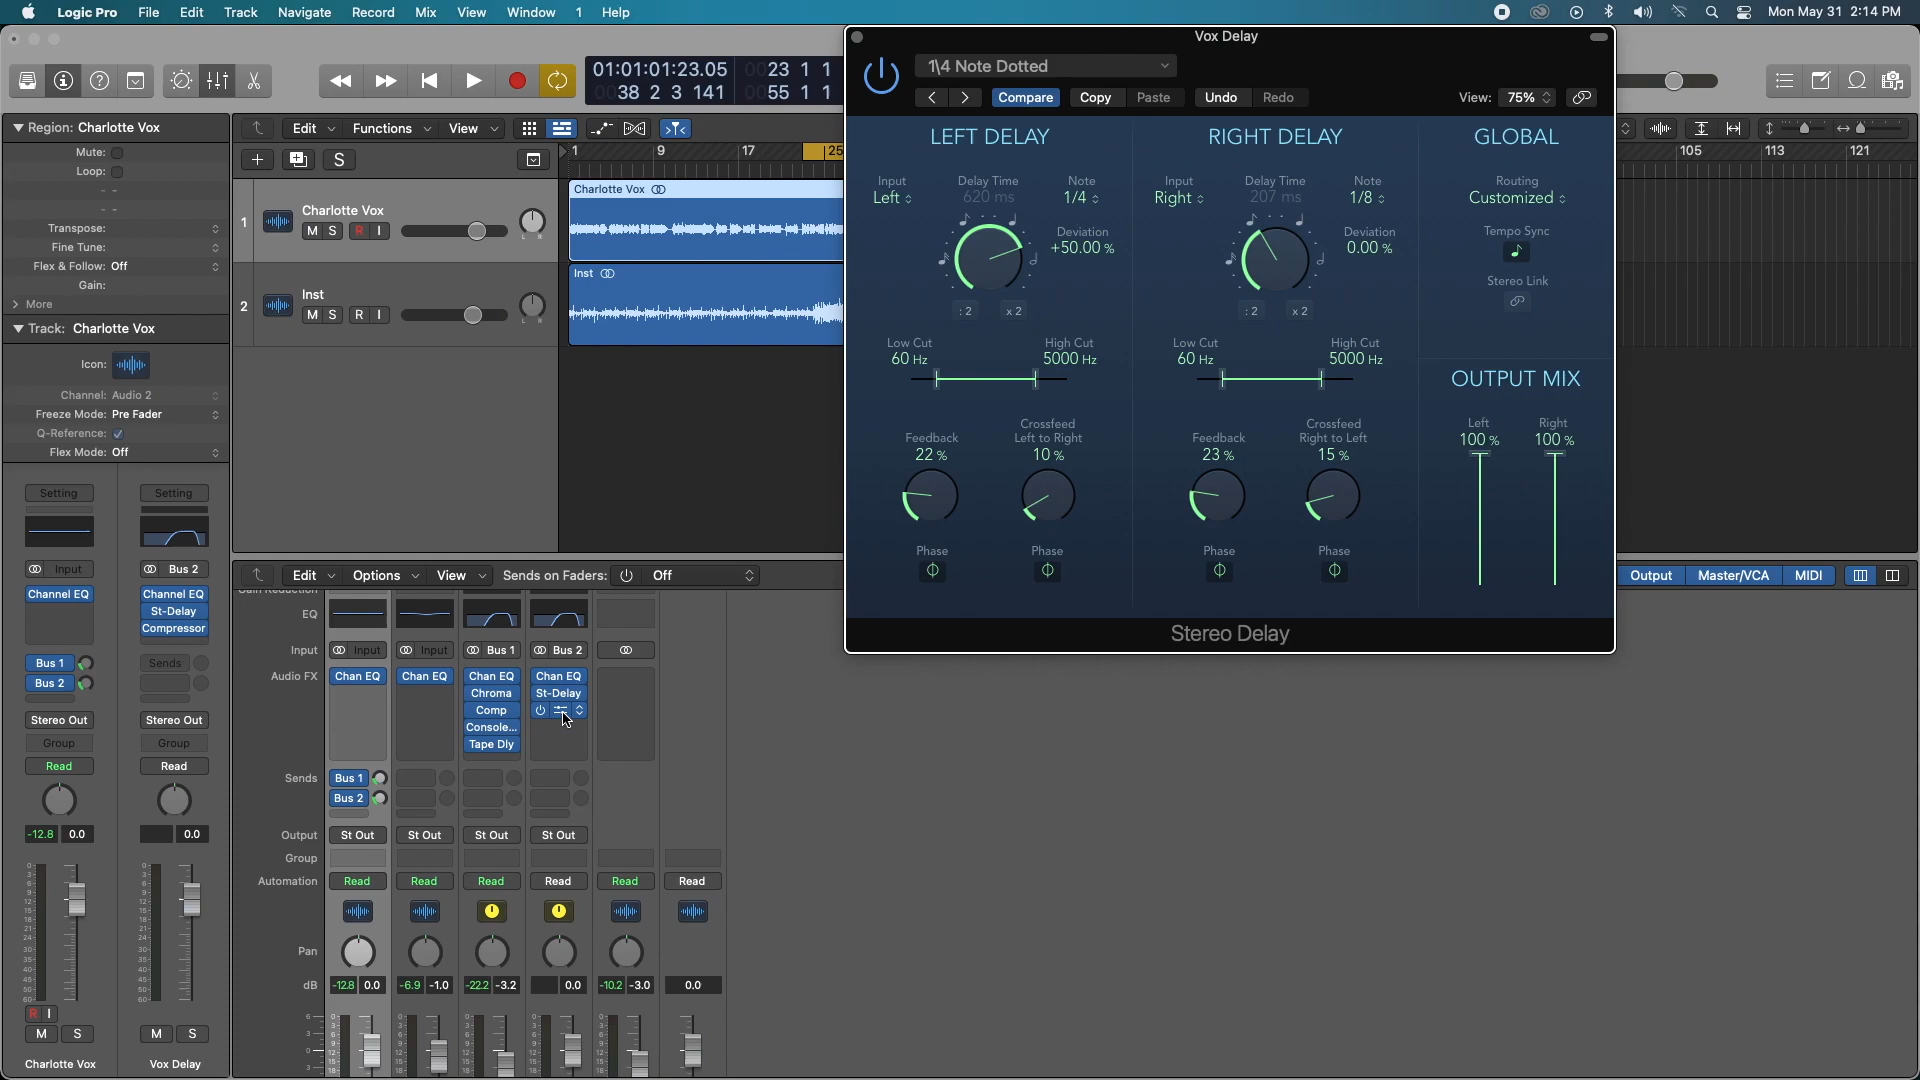 Logic Pro File Edit Track Navigate Record Mix View Window 1 Help
Mon May 31 2:14 PM
01:01:01:23.05
0038 2 3 141
0023 1 1
0055 1 1
Region: Charlotte Vox
Mute:
Loop:
Transpose:
Fine Tune:
Flex & Follow: Off
Gain:
More
Track: Charlotte Vox
Icon:
Channel: Audio 2
Freeze Mode: Pre Fader
Q-Reference:
Flex Mode: Off
Edit Functions View
S
1 9 17 25
105 113 121
1 Charlotte Vox
M S R I
L R
2 Inst
M S R I
L R
Charlotte Vox
Inst
Vox Delay
1\4 Note Dotted
Compare Copy Paste Undo Redo
View: 75%
LEFT DELAY RIGHT DELAY GLOBAL
Input Delay Time Note
Left 620 ms 1/4
Deviation
+50.00 %
: 2 x 2
Input Delay Time Note
Right 207 ms 1/8
Deviation
0.00 %
: 2 x 2
Routing
Customized
Tempo Sync
Stereo Link
Low Cut High Cut
60 Hz 5000 Hz
Low Cut High Cut
60 Hz 5000 Hz
OUTPUT MIX
Left Right
100 % 100 %
Feedback
22 %
Crossfeed
Left to Right
10 %
Feedback
23 %
Crossfeed
Right to Left
15 %
Phase Phase Phase Phase
Stereo Delay
Setting Setting
Input Bus 2
Channel EQ Channel EQ
St-Delay
Compressor
Bus 1 Sends
Bus 2
Stereo Out Stereo Out
Group Group
Read Read
-12.8 0.0 0.0
R I
M S M S
Charlotte Vox Vox Delay
Edit Options View Sends on Faders: Off
Output Master/VCA MIDI
EQ
Input Input Input Bus 1 Bus 2
Audio FX Chan EQ Chan EQ Chan EQ Chan EQ
Chroma St-Delay
Comp
Console...
Tape Dly
Sends Bus 1
Bus 2
Output St Out St Out St Out St Out
Group
Automation Read Read Read Read Read Read
Pan
dB -12.8 0.0 -6.9 -1.0 -22.2 -3.2 0.0 -10.2 -3.0 0.0